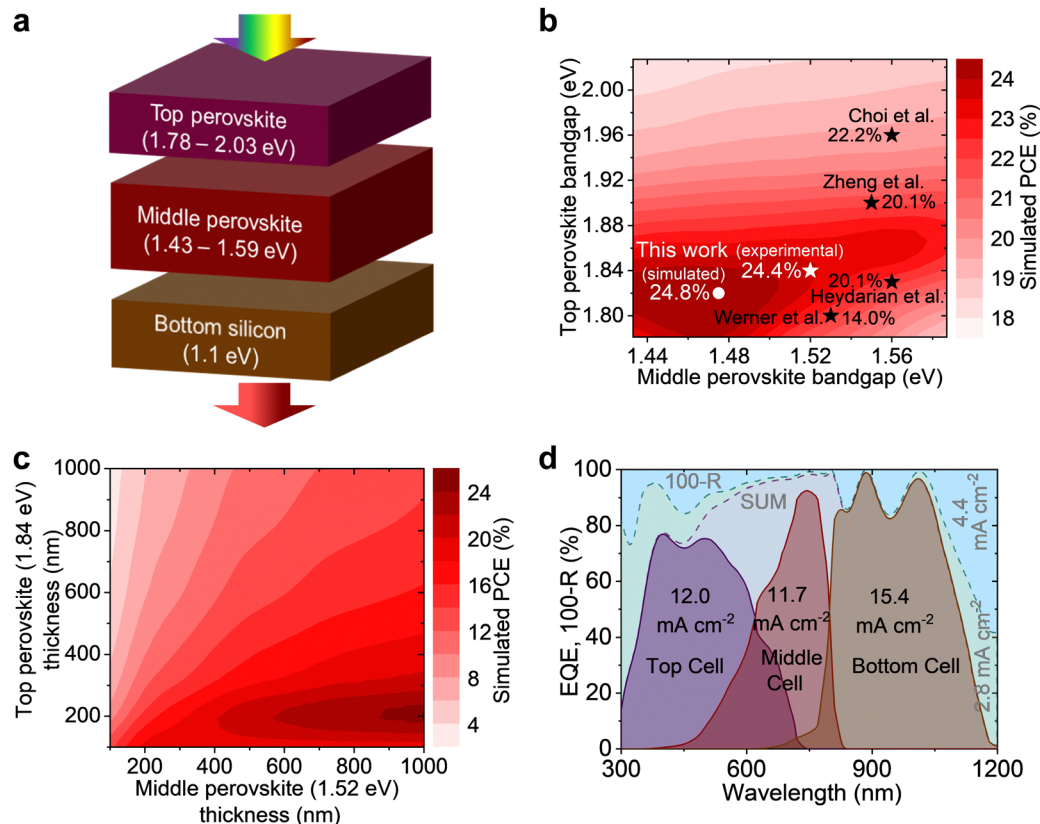 a
Top perovskite
(1.78 – 2.03 eV)
Middle perovskite
(1.43 – 1.59 eV)
Bottom silicon
(1.1 eV)
b
Top perovskite bandgap (eV)
2.00
1.96
1.92
1.88
1.84
1.80
1.44
1.48
1.52
1.56
Middle perovskite bandgap (eV)
Choi et al.
22.2%
Zheng et al.
20.1%
This work (experimental)
24.4%
(simulated)
24.8%
20.1%
Heydarian et al.
Werner et al.
14.0%
24
23
22
21
20
19
18
Simulated PCE (%)
c
Top perovskite (1.84 eV)
thickness (nm)
1000
800
600
400
200
200
400
600
800
1000
Middle perovskite (1.52 eV)
thickness (nm)
24
20
16
12
8
4
Simulated PCE (%)
d
EQE, 100-R (%)
100
80
60
40
20
0
300
600
900
1200
Wavelength (nm)
100-R
SUM
12.0
mA cm⁻²
Top Cell
11.7
mA cm⁻²
Middle
Cell
15.4
mA cm⁻²
Bottom Cell
4.4
mA cm⁻²
2.8 mA cm⁻²